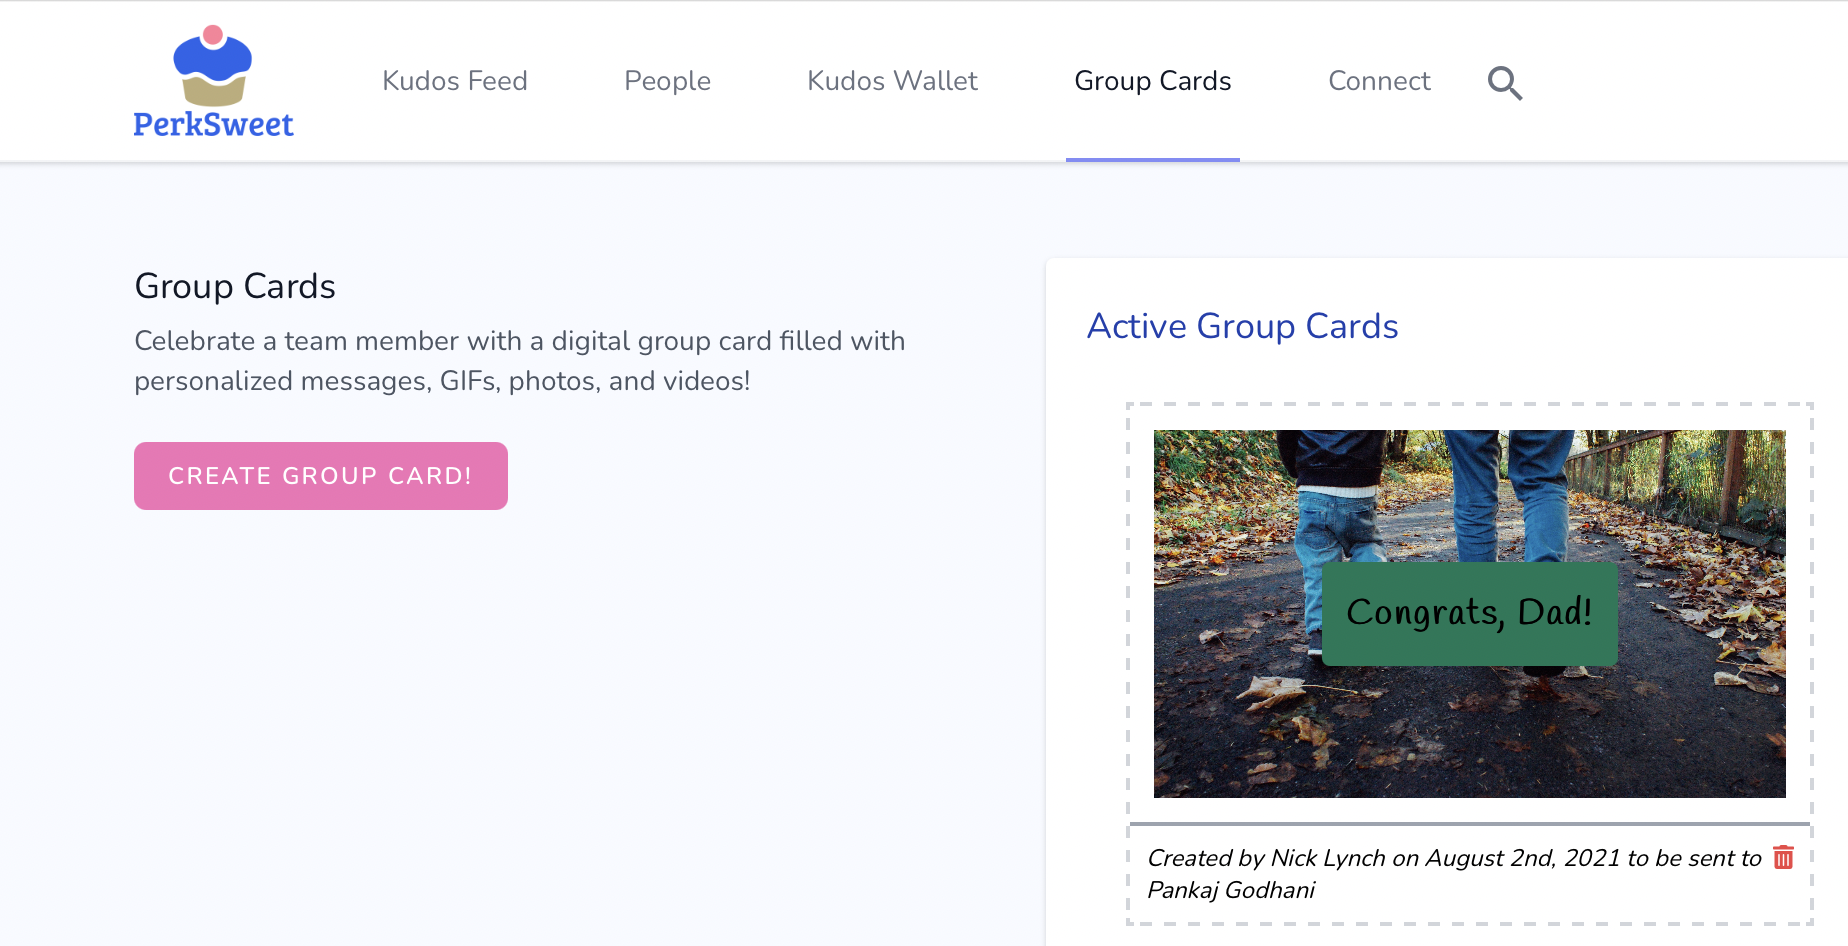 PerkSweet
Kudos Feed
People
Kudos Wallet
Group Cards
Connect
Group Cards
Celebrate a team member with a digital group card filled with
personalized messages, GIFs, photos, and videos!
CREATE GROUP CARD!
Active Group Cards
Congrats, Dad!
Created by Nick Lynch on August 2nd, 2021 to be sent to
Pankaj Godhani